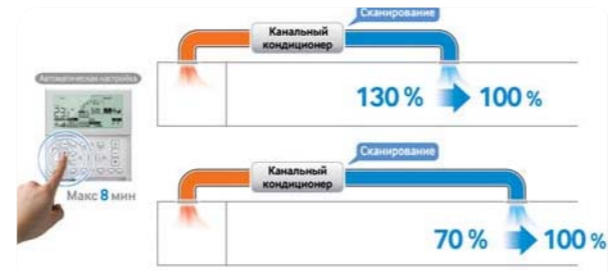 Сканирование
Канальный
кондиционер
Автоматическая настройка
130 % 100 %
Макс 8 мин
Сканирование
Канальный
кондиционер
70 % 100 %